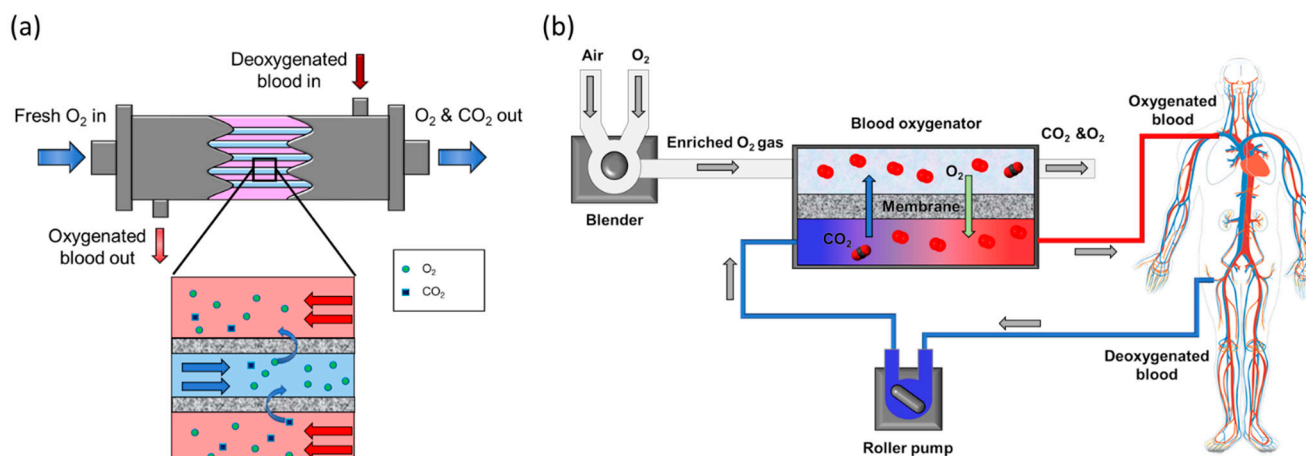 (a)
Deoxygenated
blood in
Fresh O₂ in
O₂ & CO₂ out
Oxygenated
blood out
O₂
CO₂
(b)
Air
O₂
Enriched O₂ gas
Blender
Blood oxygenator
CO₂ &O₂
O₂
Membrane
CO₂
Oxygenated
blood
Deoxygenated
blood
Roller pump